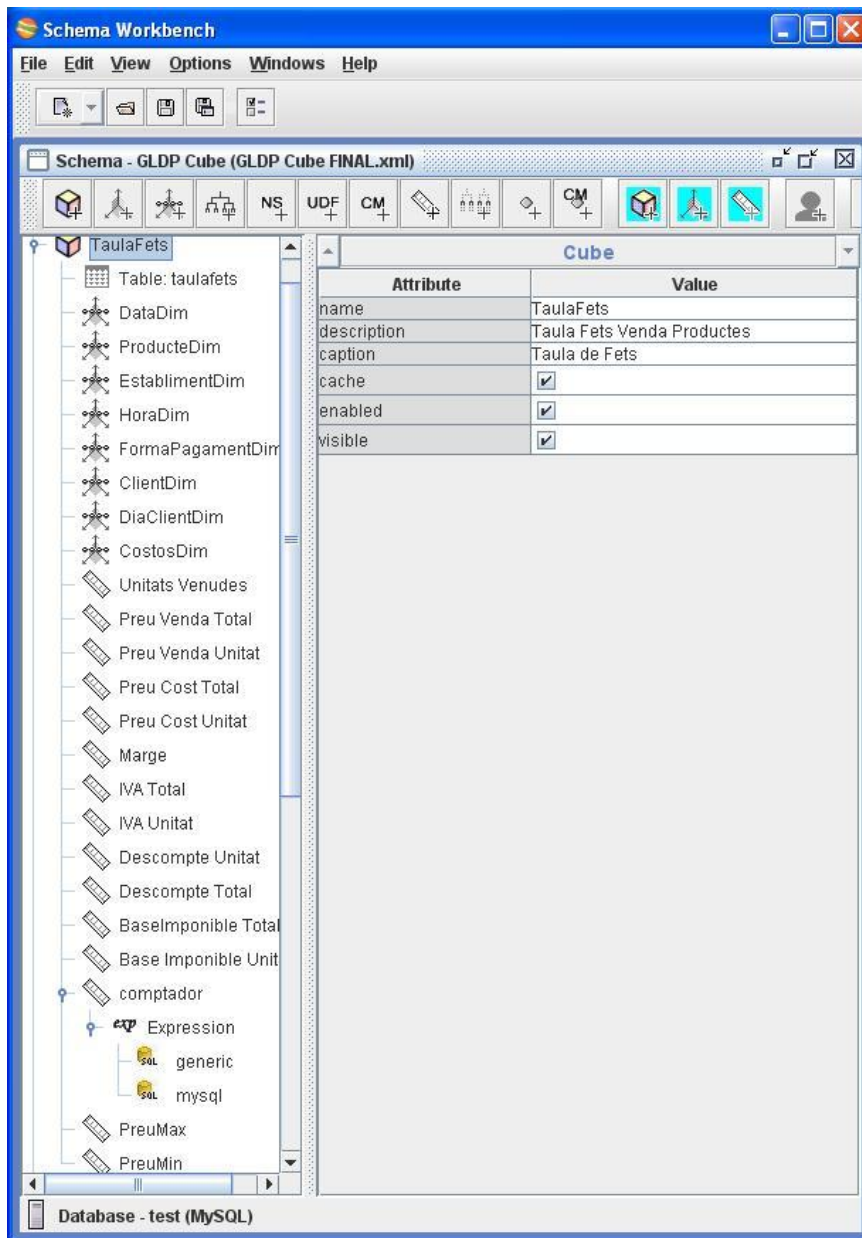 Schema Workbench
File Edit View Options Windows Help
Schema - GLDP Cube (GLDP Cube FINAL.xml)
NS UDF CM CM
TaulaFets
Table: taulafets
DataDim
ProducteDim
EstablimentDim
HoraDim
FormaPagamentDim
ClientDim
DiaClientDim
CostosDim
Unitats Venudes
Preu Venda Total
Preu Venda Unitat
Preu Cost Total
Preu Cost Unitat
Marge
IVA Total
IVA Unitat
Descompte Unitat
Descompte Total
BaseImponible Total
Base Imponible Unit
comptador
exp Expression
SQL generic
SQL mysql
PreuMax
PreuMin
Cube
Attribute Value
name TaulaFets
description Taula Fets Venda Productes
caption Taula de Fets
cache
enabled
visible
Database - test (MySQL)